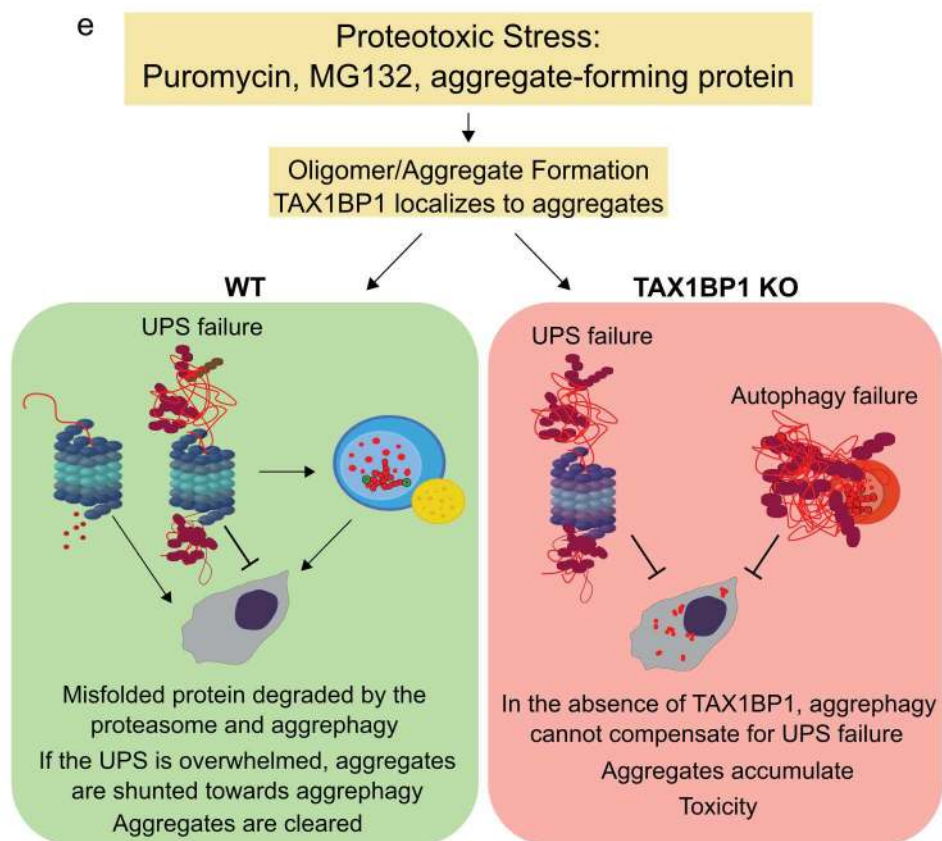 e
Proteotoxic Stress:
Puromycin, MG132, aggregate-forming protein
Oligomer/Aggregate Formation
TAX1BP1 localizes to aggregates
WT
UPS failure
Misfolded protein degraded by the
proteasome and aggrephagy
If the UPS is overwhelmed, aggregates
are shunted towards aggrephagy
Aggregates are cleared
TAX1BP1 KO
UPS failure
Autophagy failure
In the absence of TAX1BP1, aggrephagy
cannot compensate for UPS failure
Aggregates accumulate
Toxicity